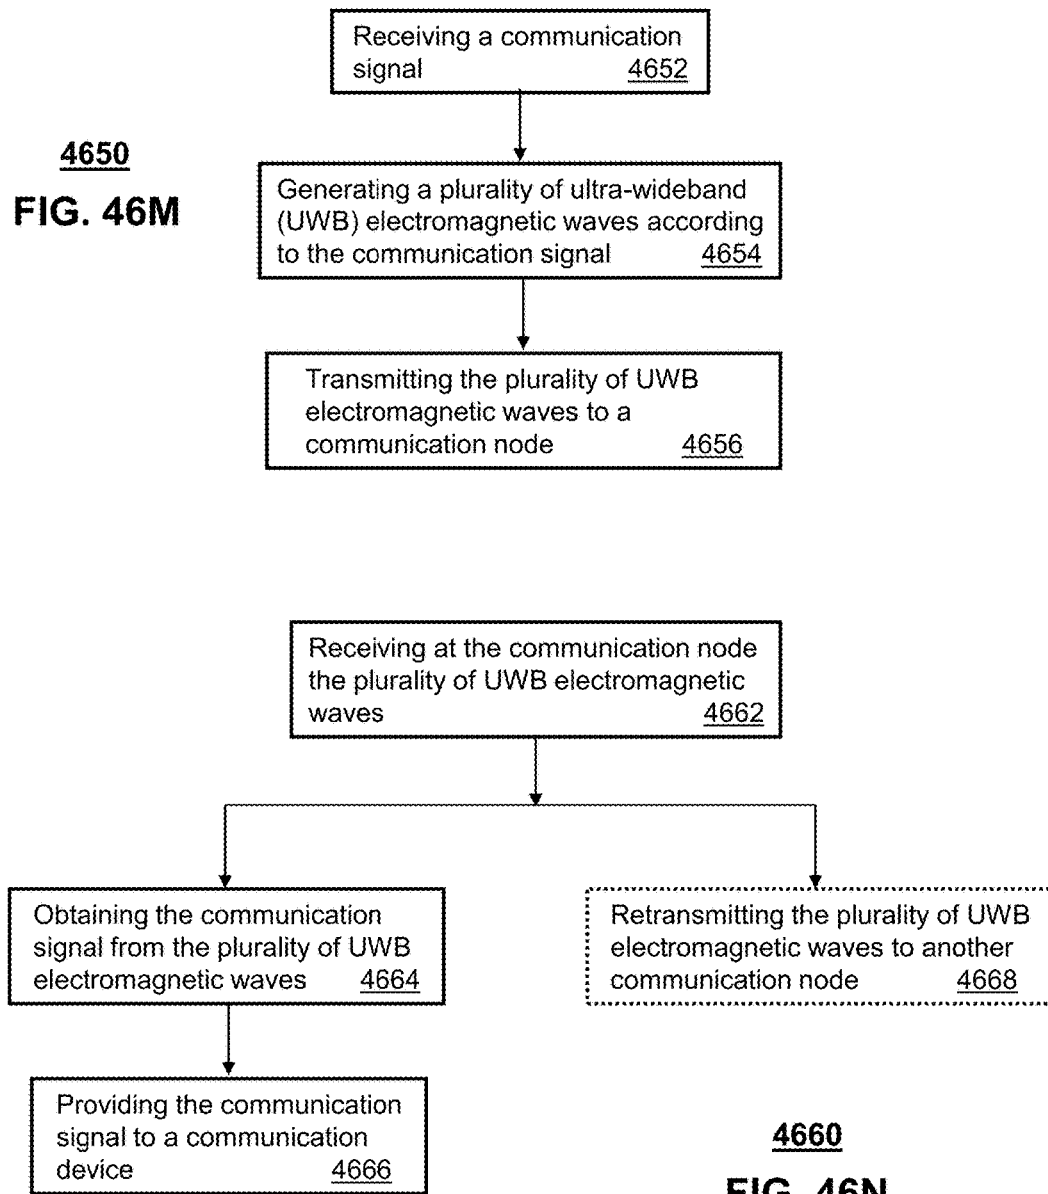 Receiving a communication
signal 4652
4650
FIG. 46M
Generating a plurality of ultra-wideband
(UWB) electromagnetic waves according
to the communication signal 4654
Transmitting the plurality of UWB
electromagnetic waves to a
communication node 4656
Receiving at the communication node
the plurality of UWB electromagnetic
waves 4662
Obtaining the communication
signal from the plurality of UWB
electromagnetic waves 4664
Retransmitting the plurality of UWB
electromagnetic waves to another
communication node 4668
Providing the communication
signal to a communication
device 4666
4660
FIG. 46N